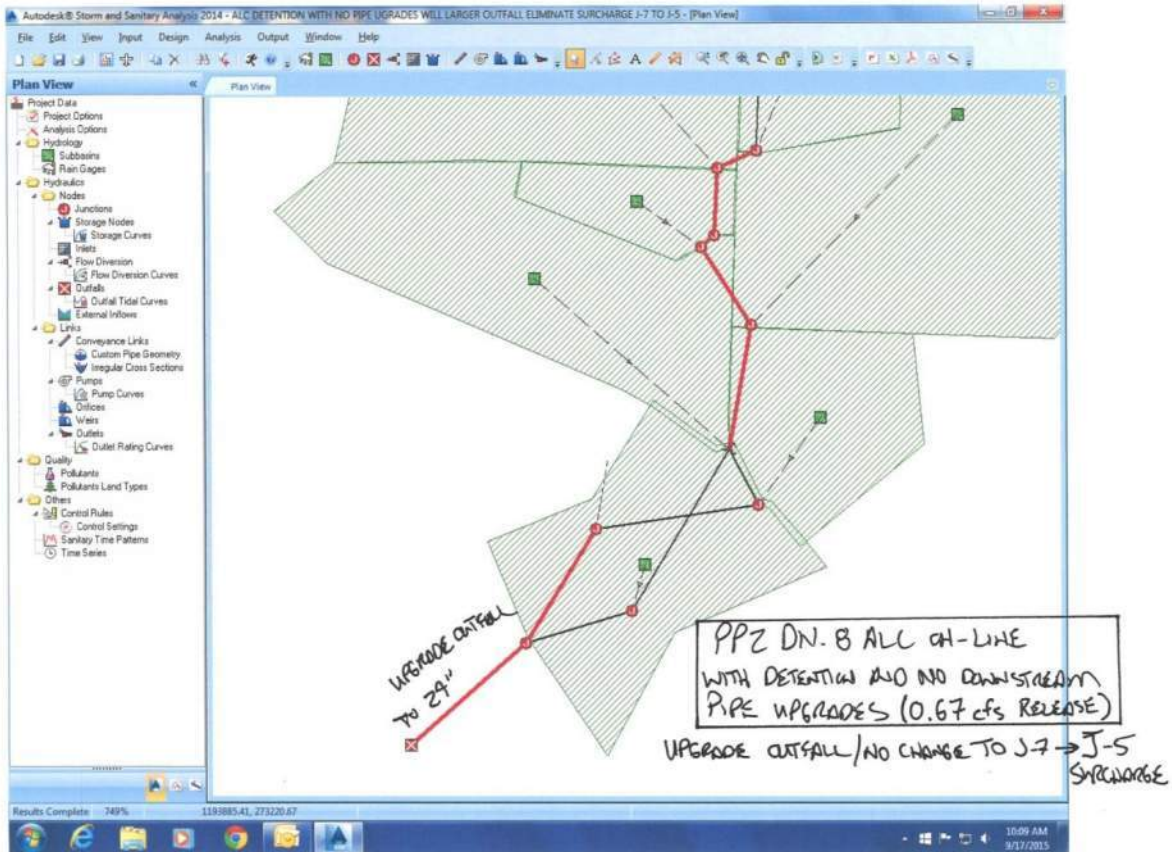 Autodesk® Storm and Sanitary Analysis 2014 - ALC DETENTION WITH NO PIPE UGRADES WILL LARGER OUTFALL ELIMINATE SURCHARGE J-7 TO J-5 - [Plan View]
File Edit View Input Design Analysis Output Window Help
Plan View
Plan View
Project Data
Project Options
Analysis Options
Hydrology
Subbasins
Rain Gages
Hydraulics
Nodes
Junctions
Storage Nodes
Storage Curves
Inlets
Flow Diversion
Flow Diversion Curves
Outfalls
Outfall Tidal Curves
External Inflows
Links
Conveyance Links
Custom Pipe Geometry
Irregular Cross Sections
Pumps
Pump Curves
Orifices
Weirs
Outlets
Outlet Rating Curves
Quality
Pollutants
Pollutants Land Types
Others
Control Rules
Control Settings
Sanitary Time Patterns
Time Series
UPGRADE OUTFALL
TO 24"
PPZ DN. 8 ALC ON-LINE
WITH DETENTION AND NO DOWNSTREAM
PIPE UPGRADES (0.67 cfs RELEASE)
UPGRADE OUTFALL/NO CHANGE TO J-7 → J-5
SURCHARGE
Results Complete 749% 1193885.41, 273220.67
10:09 AM
9/17/2015